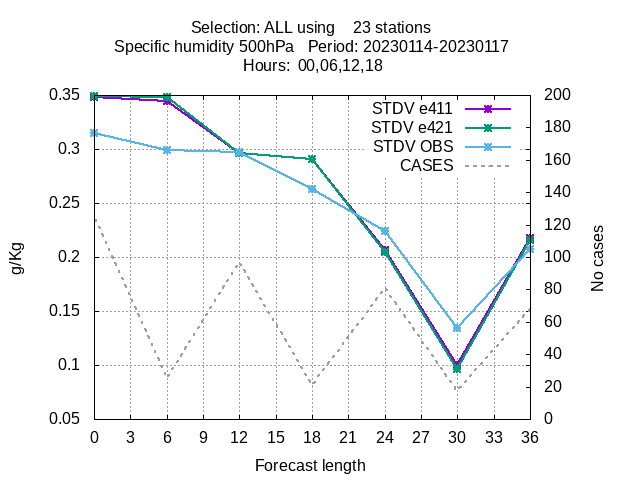 Selection: ALL using    23 stations
Specific humidity 500hPa   Period: 20230114-20230117
Hours:  00,06,12,18
0.35
0.3
0.25
0.2
0.15
0.1
0.05
g/Kg
STDV e411
STDV e421
STDV OBS
CASES
200
180
160
140
120
100
80
60
40
20
0
No cases
0 3 6 9 12 15 18 21 24 27 30 33 36
Forecast length